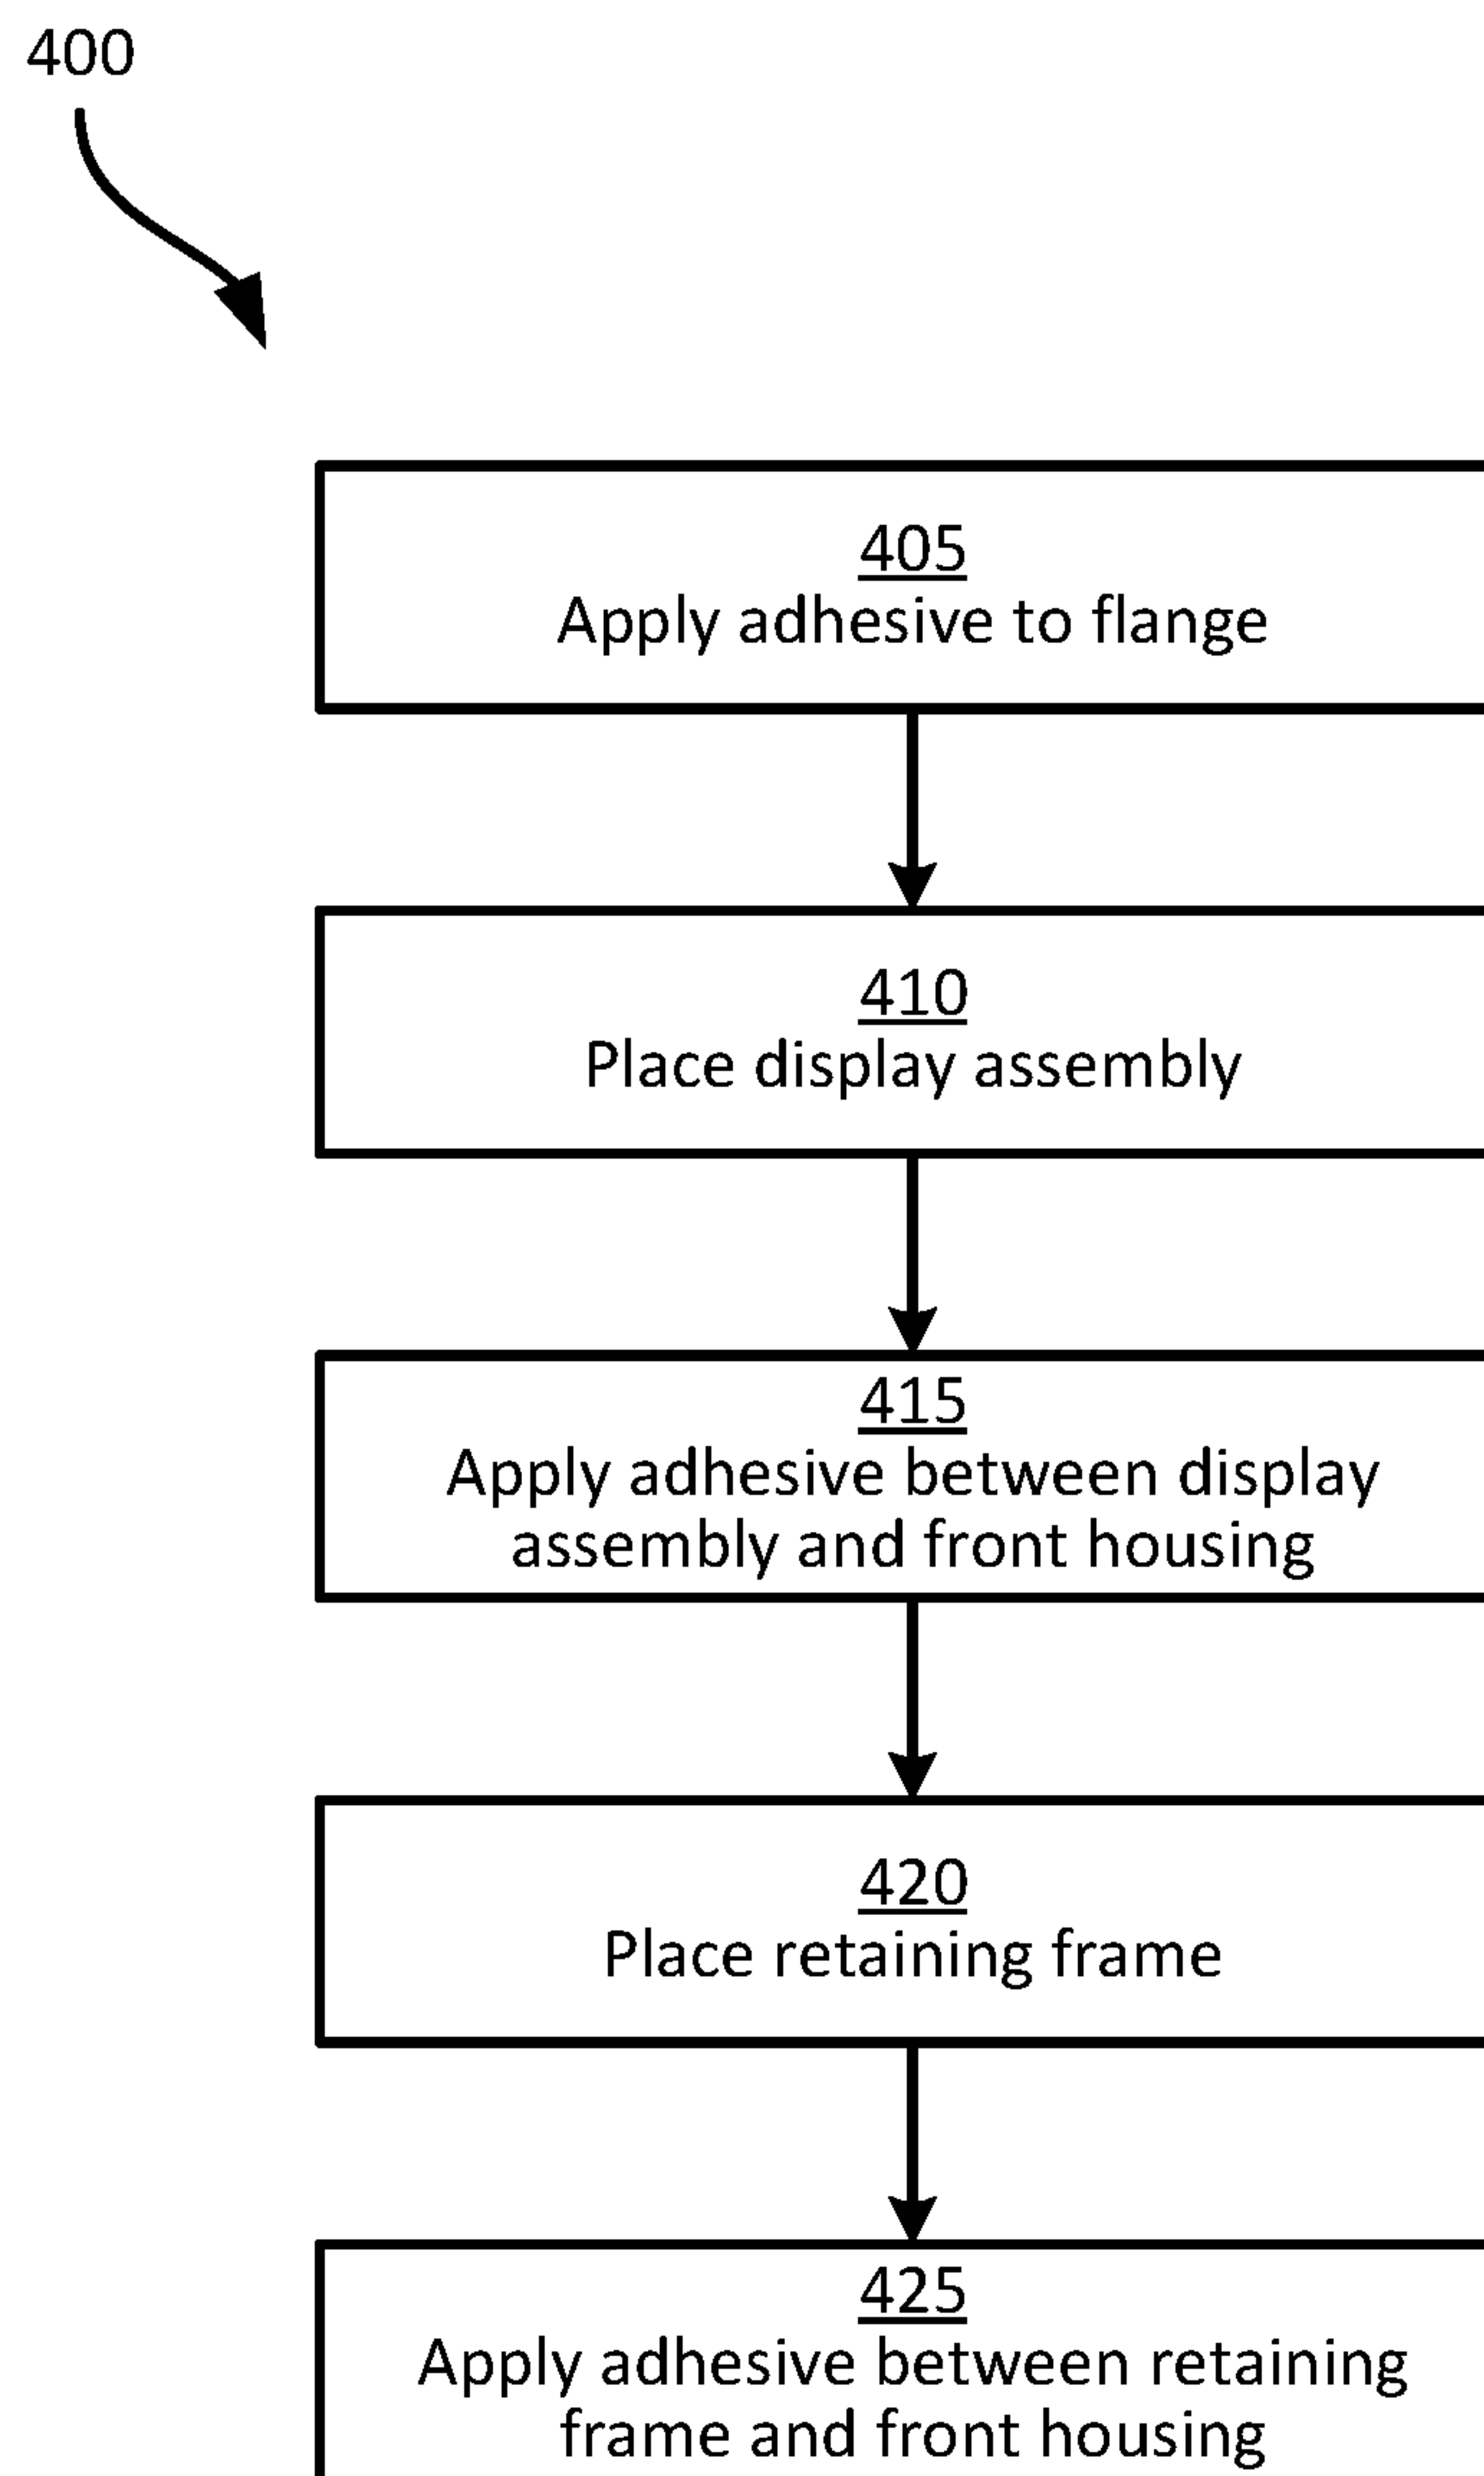 400
405
Apply adhesive to flange
410
Place display assembly
415
Apply adhesive between display
assembly and front housing
420
Place retaining frame
425
Apply adhesive between retaining
frame and front housing